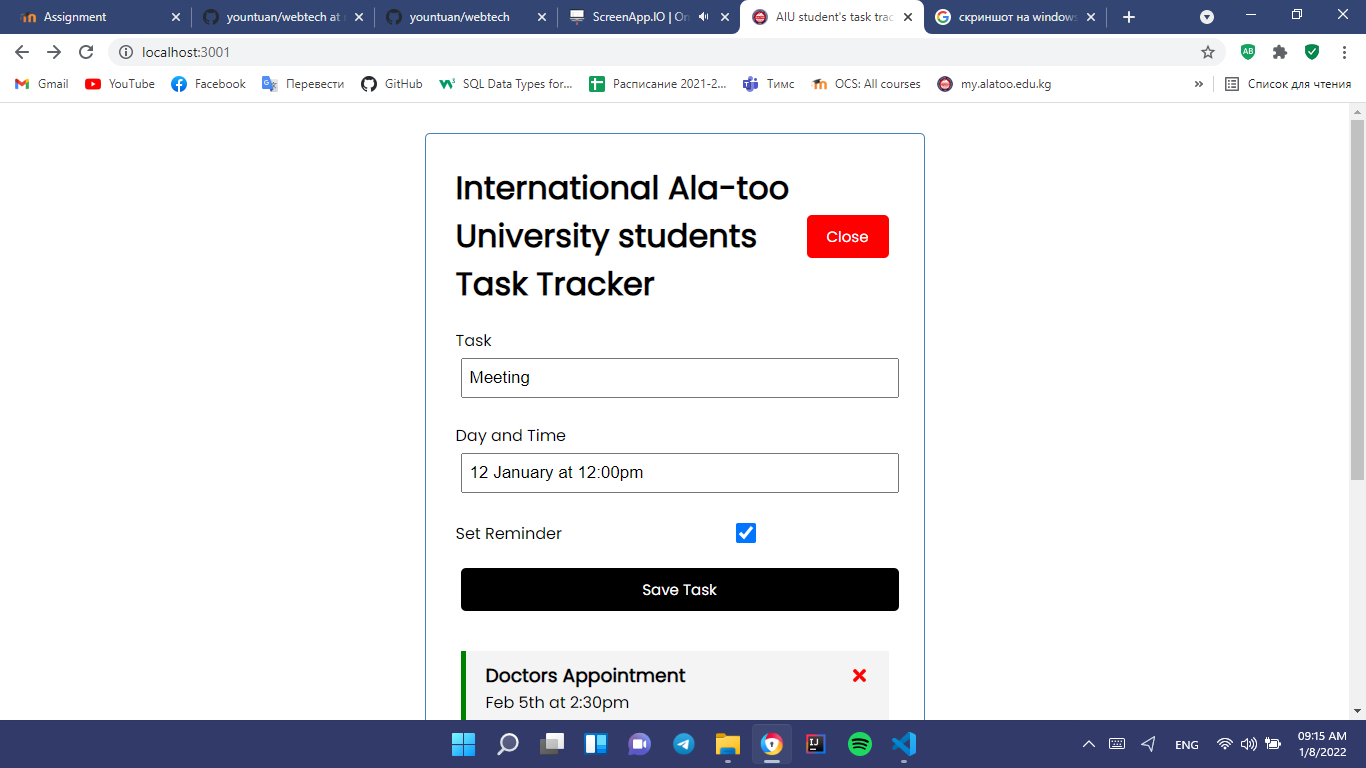 Assignment
yountuan/webtech at
yountuan/webtech
ScreenApp.IO | On
AIU student's task trac
скриншот на windows
localhost:3001
Gmail
YouTube
Facebook
Перевести
GitHub
SQL Data Types for...
Расписание 2021-2...
Тимс
OCS: All courses
my.alatoo.edu.kg
»
Список для чтения
International Ala-too
University students
Task Tracker
Close
Task
Meeting
Day and Time
12 January at 12:00pm
Set Reminder
Save Task
Doctors Appointment
Feb 5th at 2:30pm
ENG
09:15 AM
1/8/2022